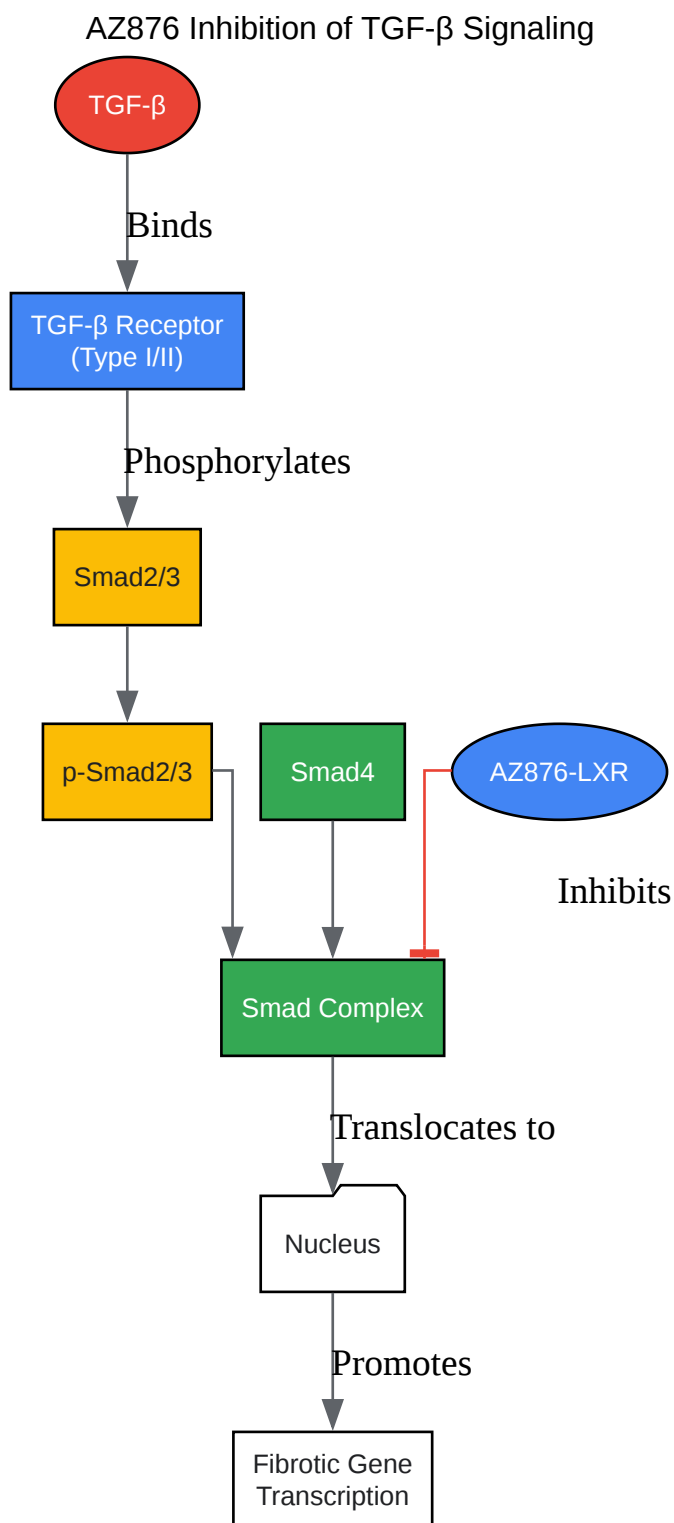 AZ876 Inhibition of TGF-β Signaling
TGF-β
Binds
TGF-β Receptor
(Type I/II)
Phosphorylates
Smad2/3
p-Smad2/3
Smad4
AZ876-LXR
Inhibits
Smad Complex
Translocates to
Nucleus
Promotes
Fibrotic Gene
Transcription